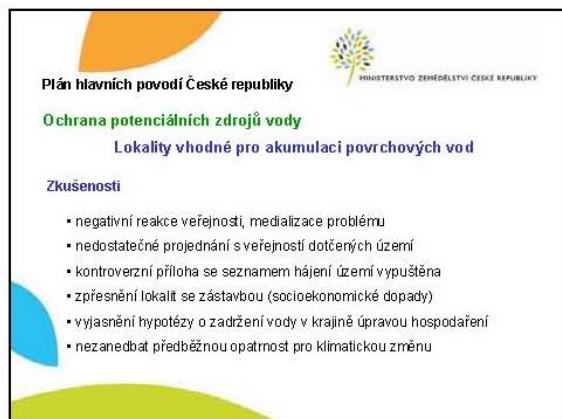 MINISTERSTVO ZEMĚDĚLSTVÍ ČESKÉ REPUBLIKY
Plán hlavních povodí České republiky
Ochrana potenciálních zdrojů vody
Lokality vhodné pro akumulaci povrchových vod
Zkušenosti
▪ negativní reakce veřejnosti, medializace problému
▪ nedostatečné projednání s veřejností dotčených území
▪ kontroverzní příloha se seznamem hájení území vypuštěna
▪ zpřesnění lokalit se zástavbou (socioekonomické dopady)
▪ vyjasnění hypotézy o zadržení vody v krajině úpravou hospodaření
▪ nezanedbat předběžnou opatrnost pro klimatickou změnu